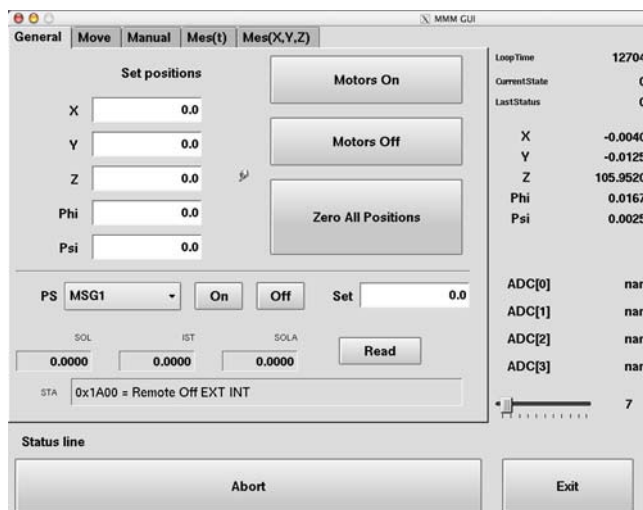 MMM GUI
General Move Manual Mes(t) Mes(X,Y,Z)
Set positions
X 0.0
Y 0.0
Z 0.0
Phi 0.0
Psi 0.0
Motors On
Motors Off
Zero All Positions
PS MSG1 On Off Set 0.0
SOL IST SOLA
0.0000 0.0000 0.0000 Read
STA 0x1A00 = Remote Off EXT INT
LoopTime 12704
CurrentState
LastStatus
X -0.0040
Y -0.0125
Z 105.9520
Phi 0.0167
Psi 0.0025
ADC[0]
ADC[1]
ADC[2]
ADC[3]
7
Status line
Abort Exit